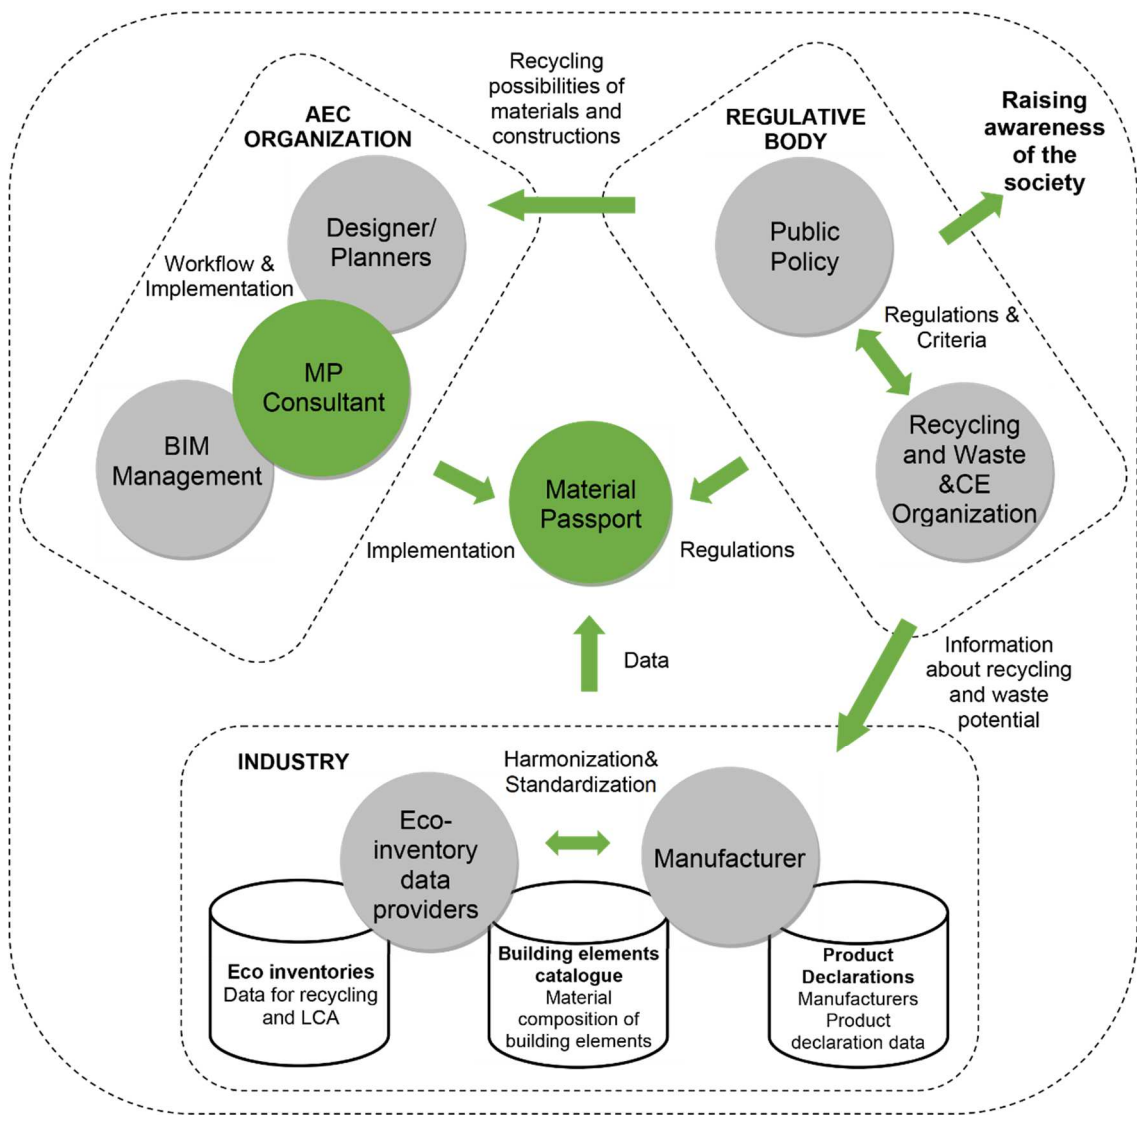 Recycling
possibilities of
materials and
constructions
AEC
ORGANIZATION
REGULATIVE
BODY
Raising
awareness
of the
society
Designer/
Planners
Public
Policy
Workflow &
Implementation
Regulations &
Criteria
MP
Consultant
BIM
Management
Recycling
and Waste
&CE
Organization
Material
Passport
Implementation
Regulations
Data
Information
about recycling
and waste
potential
INDUSTRY
Harmonization&
Standardization
Eco-
inventory
data
providers
Manufacturer
Eco inventories
Data for recycling
and LCA
Building elements
catalogue
Material
composition of
building elements
Product
Declarations
Manufacturers
Product
declaration data